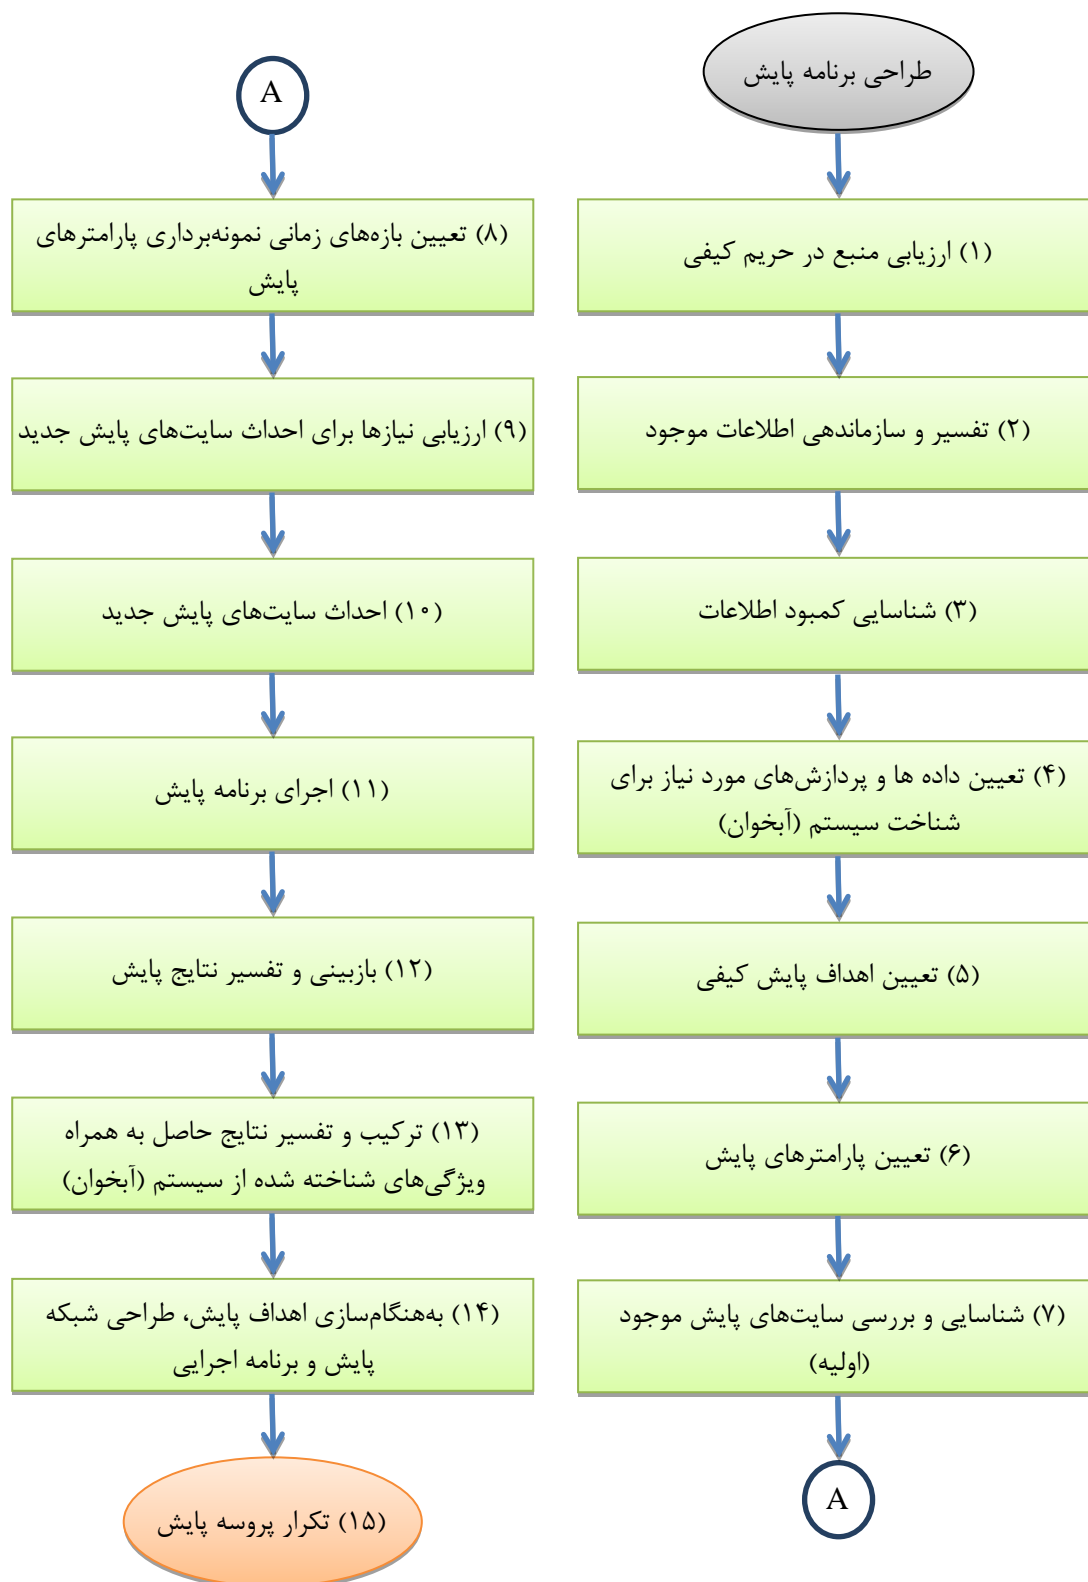 طراحی برنامه پایش
(۱) ارزیابی منبع در حریم کیفی
(۲) تفسیر و سازماندهی اطلاعات موجود
(۳) شناسایی کمبود اطلاعات
(۴) تعیین داده ها و پردازش‌های مورد نیاز برای
شناخت سیستم (آبخوان)
(۵) تعیین اهداف پایش کیفی
(۶) تعیین پارامترهای پایش
(۷) شناسایی و بررسی سایت‌های پایش موجود
(اولیه)
A
A
(۸) تعیین بازه‌های زمانی نمونه‌برداری پارامترهای
پایش
(۹) ارزیابی نیازها برای احداث سایت‌های پایش جدید
(۱۰) احداث سایت‌های پایش جدید
(۱۱) اجرای برنامه پایش
(۱۲) بازبینی و تفسیر نتایج پایش
(۱۳) ترکیب و تفسیر نتایج حاصل به همراه
ویژگی‌های شناخته شده از سیستم (آبخوان)
(۱۴) به‌هنگام‌سازی اهداف پایش، طراحی شبکه
پایش و برنامه اجرایی
(۱۵) تکرار پروسه پایش